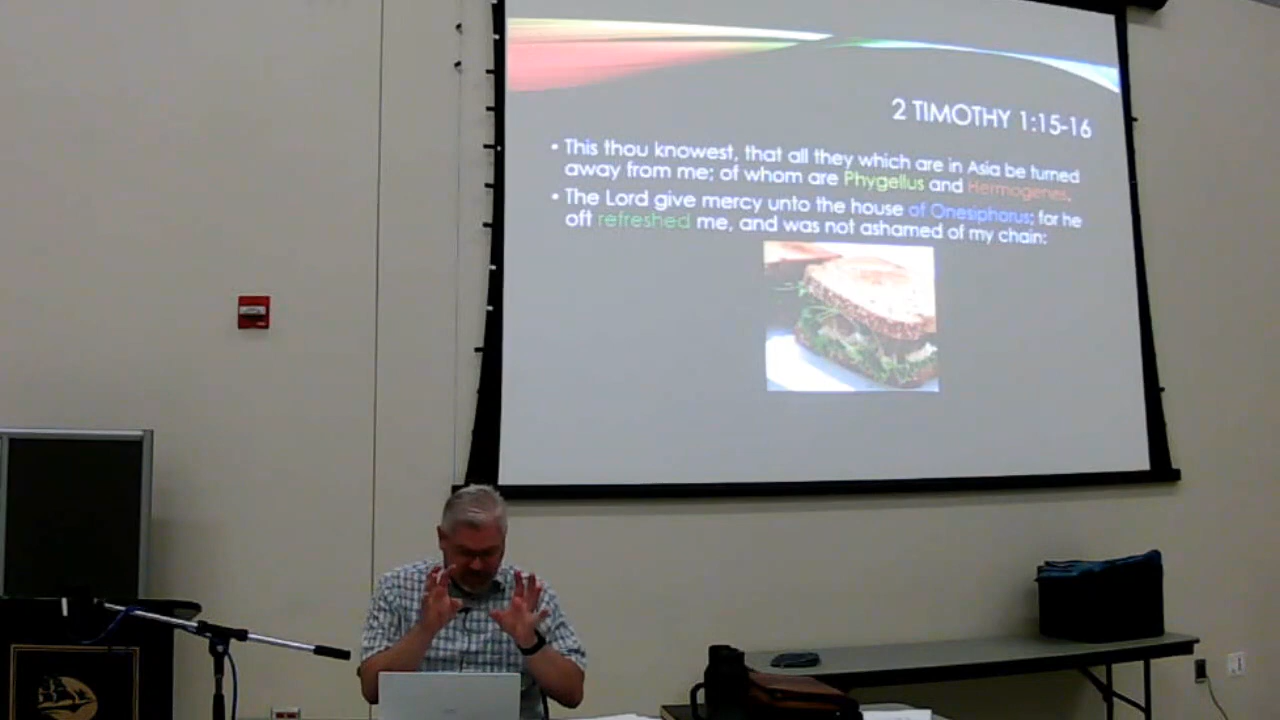 2 TIMOTHY 1:15-16
• This thou knowest, that all they which are in Asia be turned
away from me; of whom are Phygellus and Hermogenes.
• The Lord give mercy unto the house of Onesiphorus; for he
oft refreshed me, and was not ashamed of my chain: